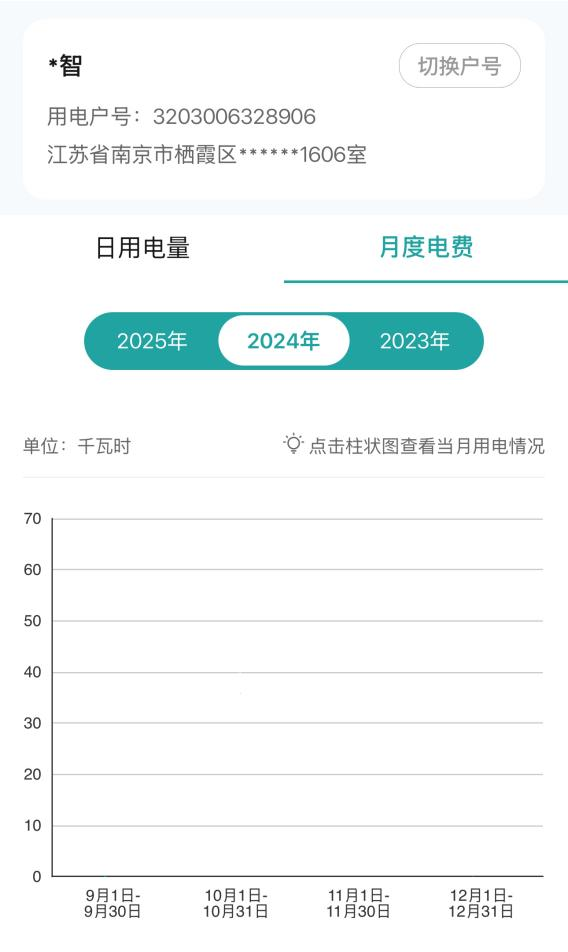 *智
切换户号
用电户号：3203006328906
江苏省南京市栖霞区******1606室
日用电量
月度电费
2025年
2024年
2023年
单位：千瓦时
点击柱状图查看当月用电情况
70
60
50
40
30
20
10
0
9月1日-
9月30日
10月1日-
10月31日
11月1日-
11月30日
12月1日-
12月31日